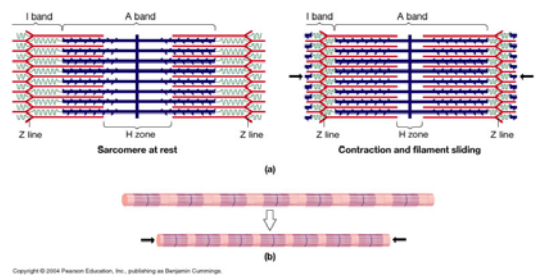 I band A band
I band A band
Z line H zone Z line
Z line H zone Z line
Sarcomere at rest
Contraction and filament sliding
(a)
(b)
Copyright © 2004 Pearson Education, Inc., publishing as Benjamin Cummings.